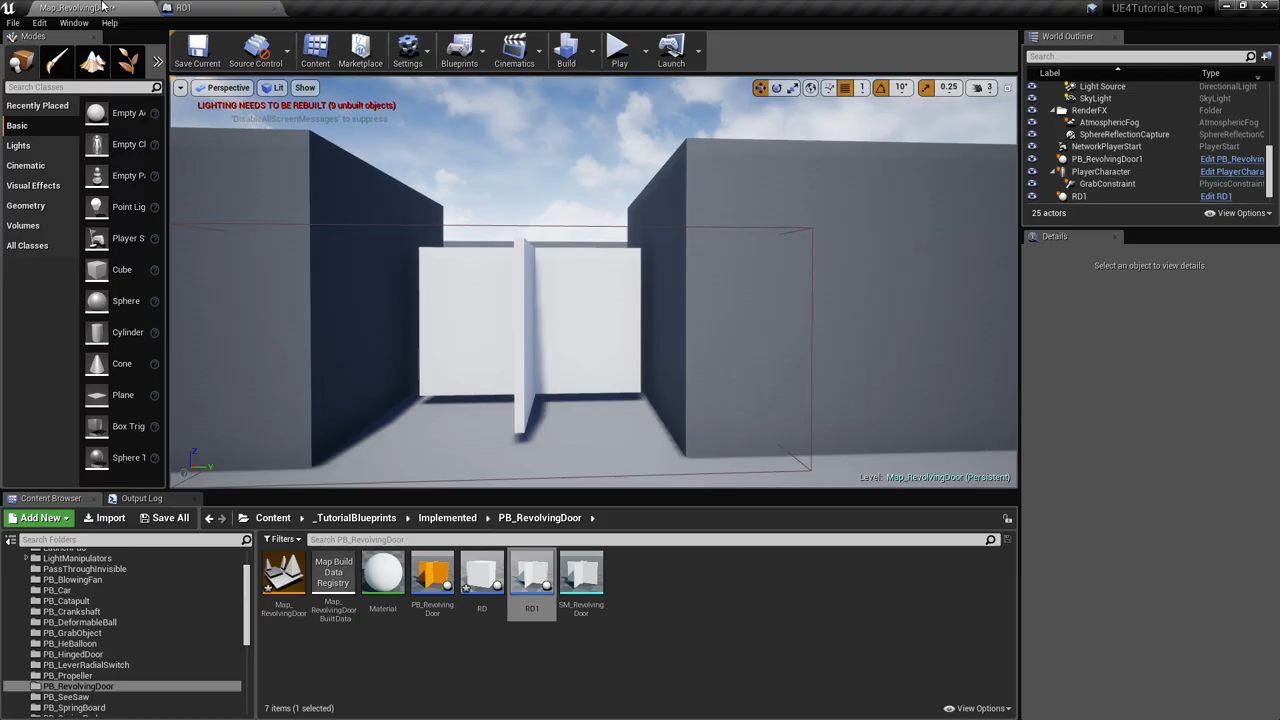 Map_RevolvingDoor*
RD1
UE4Tutorials_temp
File
Edit
Window
Help
Modes
Search Classes
Recently Placed
Basic
Lights
Cinematic
Visual Effects
Geometry
Volumes
All Classes
Empty A
Empty C
Empty P
Point Lig
Player S
Cube
Sphere
Cylinder
Cone
Plane
Box Trig
Sphere T
Save Current
Source Control
Content
Marketplace
Settings
Blueprints
Cinematics
Build
Play
Launch
Perspective
Lit
Show
1
10°
0.25
3
LIGHTING NEEDS TO BE REBUILT (9 unbuilt objects)
'DisableAllScreenMessages' to suppress
Z
Y
Level: Map_RevolvingDoor (Persistent)
World Outliner
Search...
Label
Type
Light Source
DirectionalLight
SkyLight
SkyLight
RenderFX
Folder
AtmosphericFog
AtmosphericFog
SphereReflectionCapture
SphereReflectionC
NetworkPlayerStart
PlayerStart
PB_RevolvingDoor1
Edit PB_Revolvin
PlayerCharacter
Edit PlayerChara
GrabConstraint
PhysicsConstrain
RD1
Edit RD1
25 actors
View Options
Details
Select an object to view details.
Content Browser
Output Log
Add New
Import
Save All
Content
_TutorialBlueprints
Implemented
PB_RevolvingDoor
Search Folders
Filters
Search PB_RevolvingDoor
LightManipulators
PassThroughInvisible
PB_BlowingFan
PB_Car
PB_Catapult
PB_Crankshaft
PB_DeformableBall
PB_GrabObject
PB_HeBalloon
PB_HingedDoor
PB_LeverRadialSwitch
PB_Propeller
PB_RevolvingDoor
PB_SeeSaw
PB_SpringBoard
Map_
RevolvingDoor
Map Build
Data
Registry
Map_
RevolvingDoor
BuiltData
Material
PB_Revolving
Door
RD
RD1
SM_Revolving
Door
7 items (1 selected)
View Options